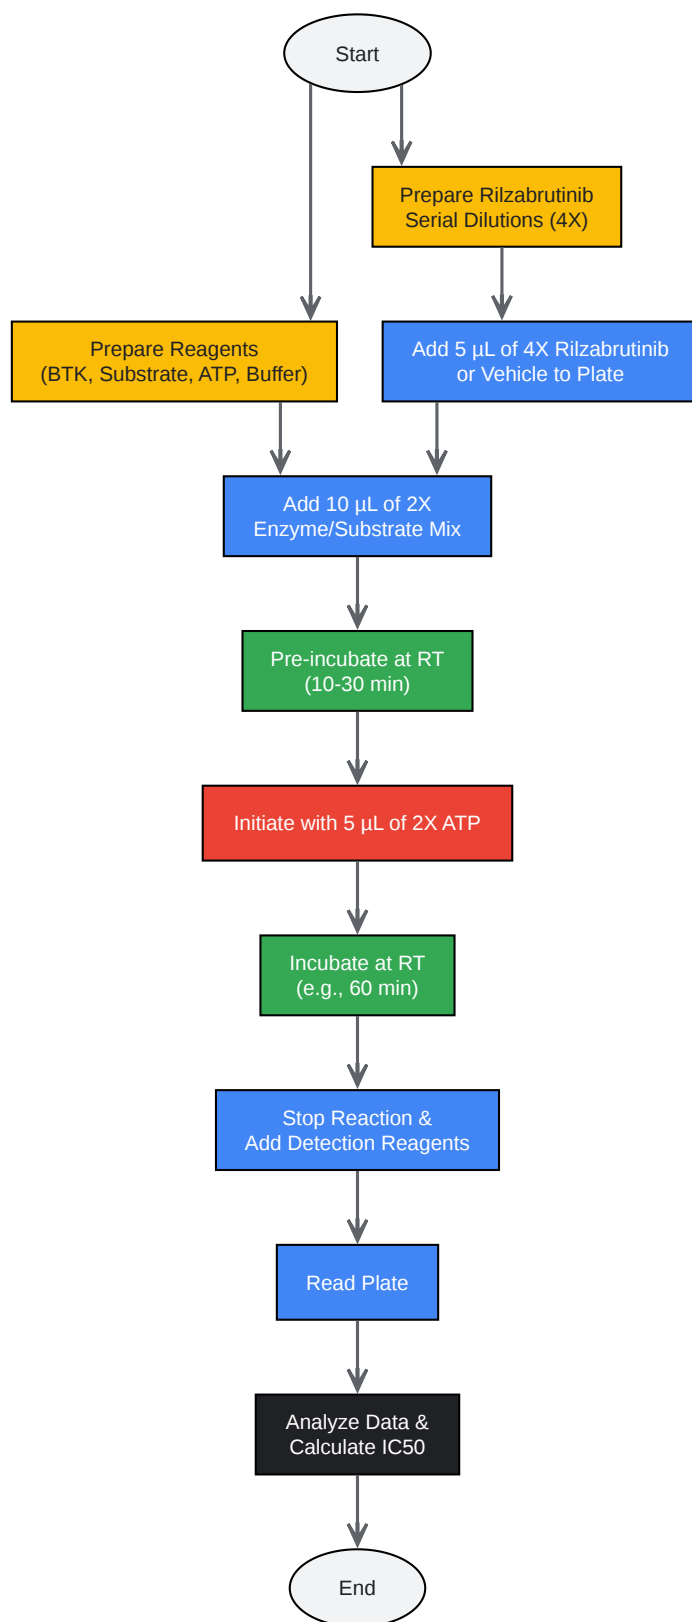 Start
Prepare Rilzabrutinib
Serial Dilutions (4X)
Prepare Reagents
(BTK, Substrate, ATP, Buffer)
Add 5 µL of 4X Rilzabrutinib
or Vehicle to Plate
Add 10 µL of 2X
Enzyme/Substrate Mix
Pre-incubate at RT
(10-30 min)
Initiate with 5 µL of 2X ATP
Incubate at RT
(e.g., 60 min)
Stop Reaction &
Add Detection Reagents
Read Plate
Analyze Data &
Calculate IC50
End